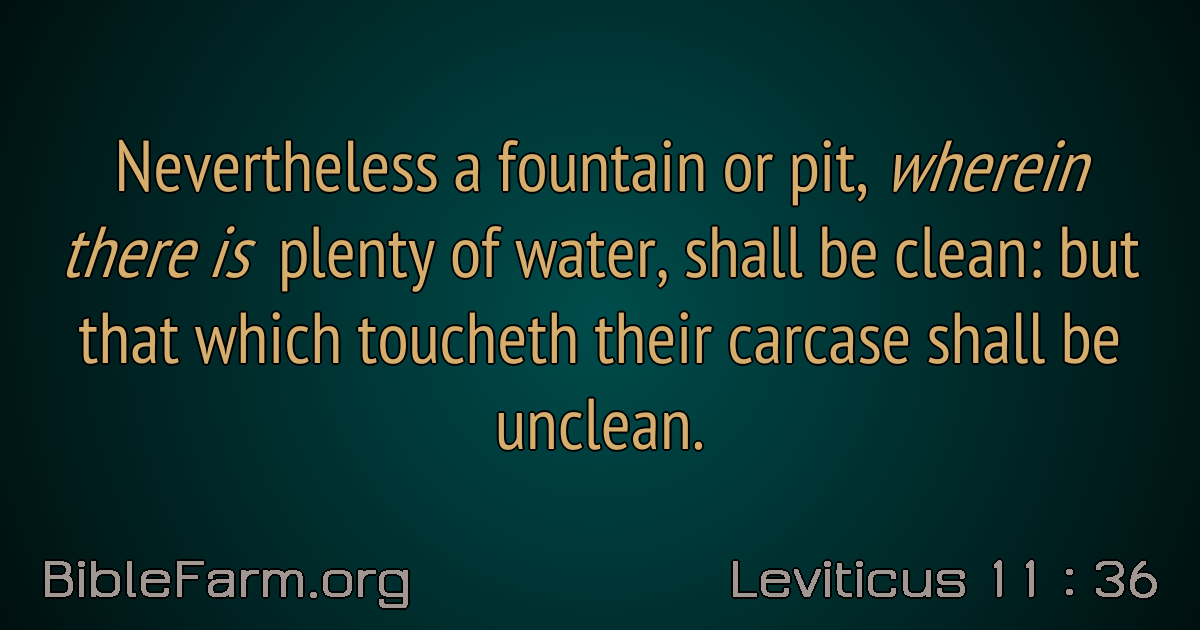 Nevertheless a fountain or pit, wherein
there is plenty of water, shall be clean: but
that which toucheth their carcase shall be
unclean.
BibleFarm.org
Leviticus 11 : 36